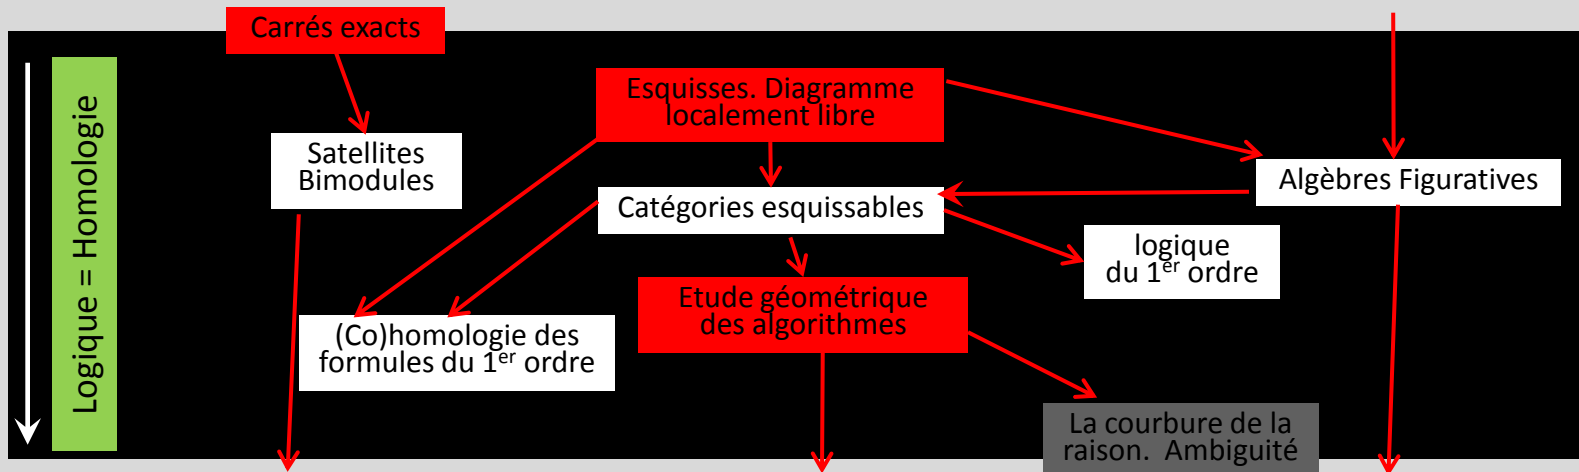 Carrés exacts
Logique = Homologie
Esquisses. Diagramme
localement libre
Satellites
Bimodules
Algèbres Figuratives
Catégories esquissables
logique
du 1er ordre
Etude géométrique
des algorithmes
(Co)homologie des
formules du 1er ordre
La courbure de la
raison. Ambiguité